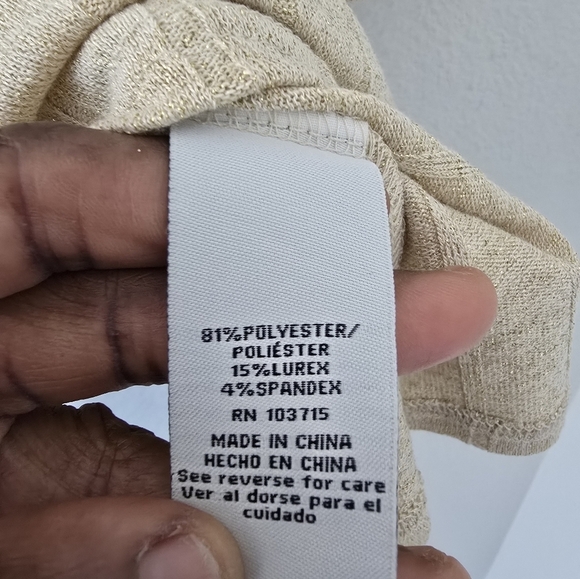 81%POLYESTER/
POLIÉSTER
15%LUREX
4%SPANDEX
RN 103715
MADE IN CHINA
HECHO EN CHINA
See reverse for care
Ver al dorse para el
cuidado